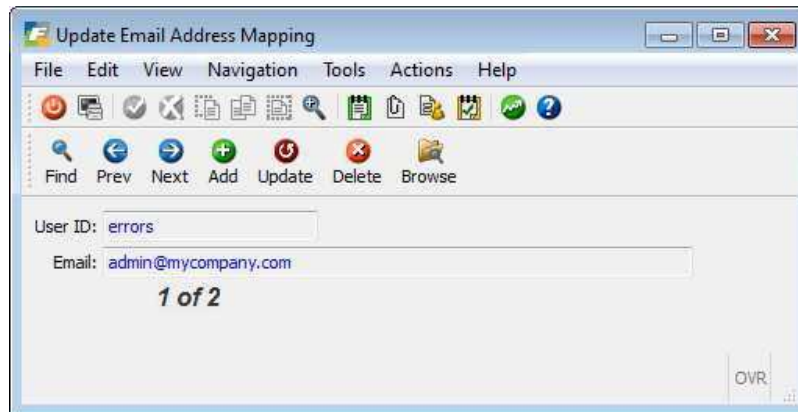 Update Email Address Mapping
File Edit View Navigation Tools Actions Help
Find Prev Next Add Update Delete Browse
User ID: errors
Email: admin@mycompany.com
1 of 2
OVR